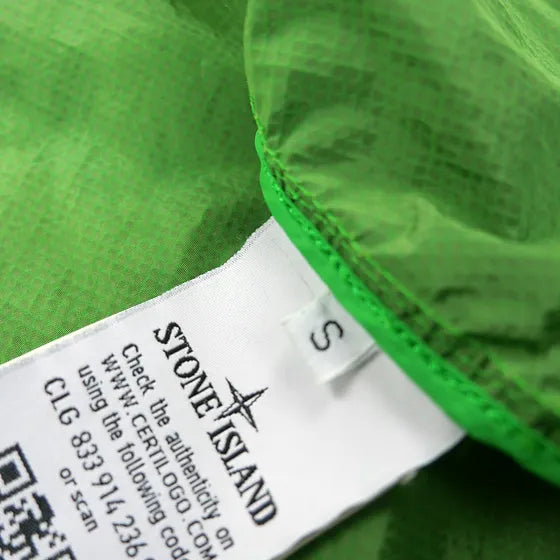 S
STONE ISLAND
Check the authenticity on
WWW.CERTILOGO.COM
using the following code
CLG 833 914 236
or scan